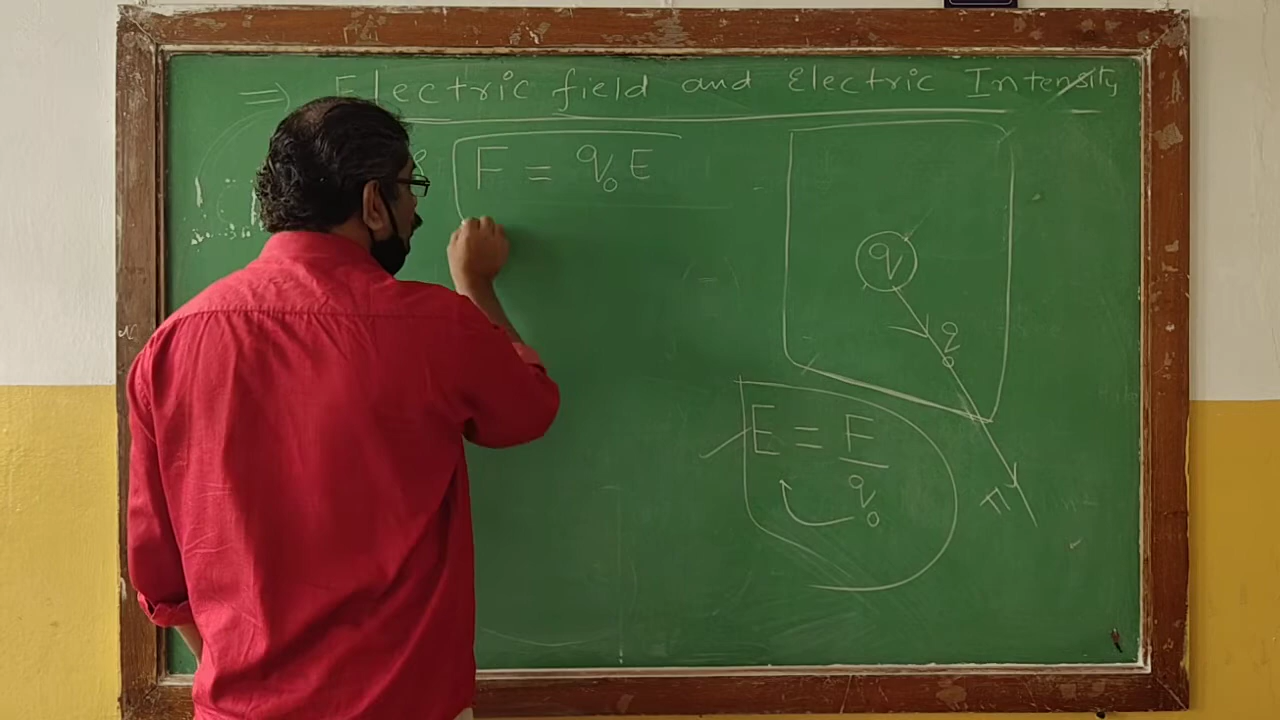 ⇒ Electric field and Electric Intensity
F = q₀E
q
q₀
E = F/q₀